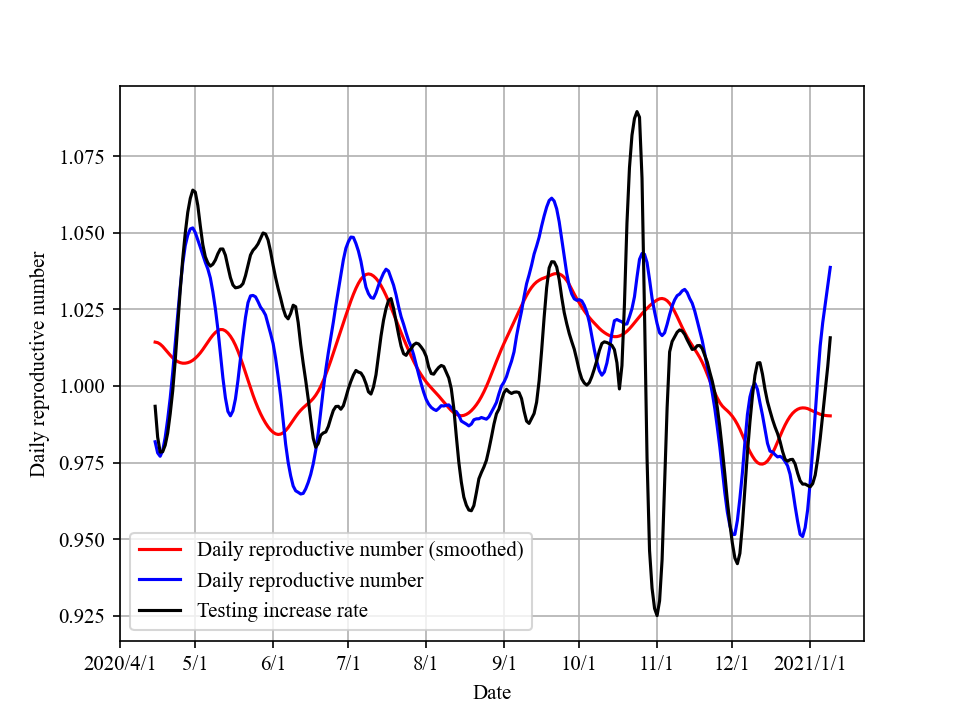 1.075
1.050
1.025
1.000
0.975
0.950
0.925
Daily reproductive number
Daily reproductive number (smoothed)
Daily reproductive number
Testing increase rate
2020/4/1 5/1 6/1 7/1 8/1 9/1 10/1 11/1 12/1 2021/1/1
Date